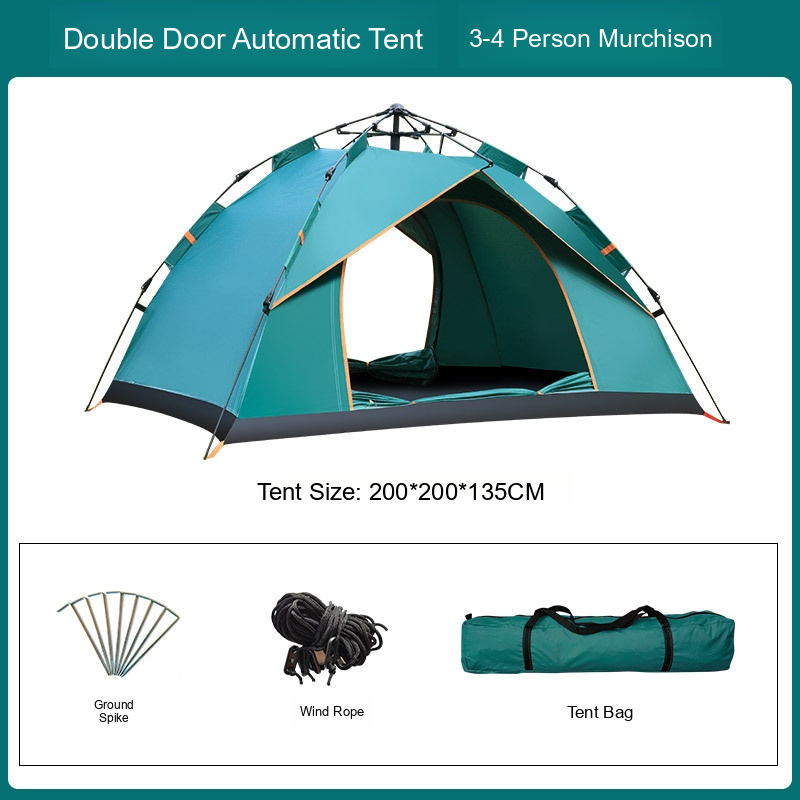 Double Door Automatic Tent 3-4 Person Murchison
Tent Size: 200*200*135CM
Ground
Spike
Wind Rope
Tent Bag